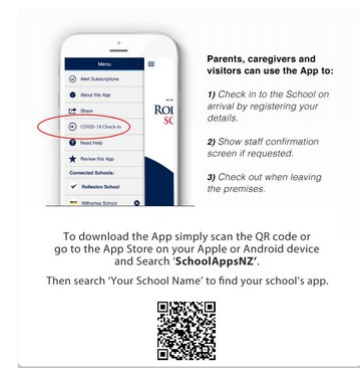 Menu
Alert Subscriptions
About this App
Share
COVID-19 Check-in
Need Help
Review this App
Connected Schools:
Rolleston School
Witherlea School
Parents, caregivers and
visitors can use the App to:
1) Check in to the School on
arrival by registering your
details.
2) Show staff confirmation
screen if requested.
3) Check out when leaving
the premises.
To download the App simply scan the QR code or
go to the App Store on your Apple or Android device
and Search ‘SchoolAppsNZ’.
Then search ‘Your School Name’ to find your school’s app.